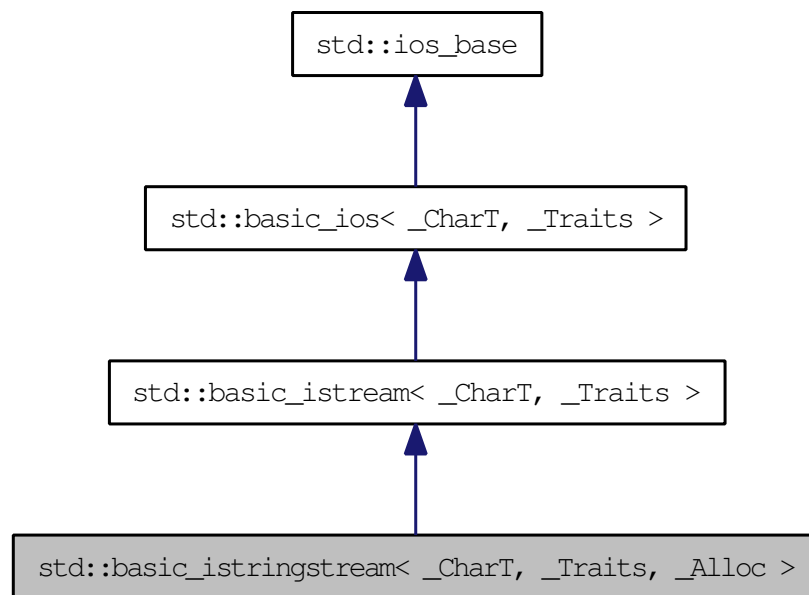 std::ios_base
std::basic_ios< _CharT, _Traits >
std::basic_istream< _CharT, _Traits >
std::basic_istringstream< _CharT, _Traits, _Alloc >